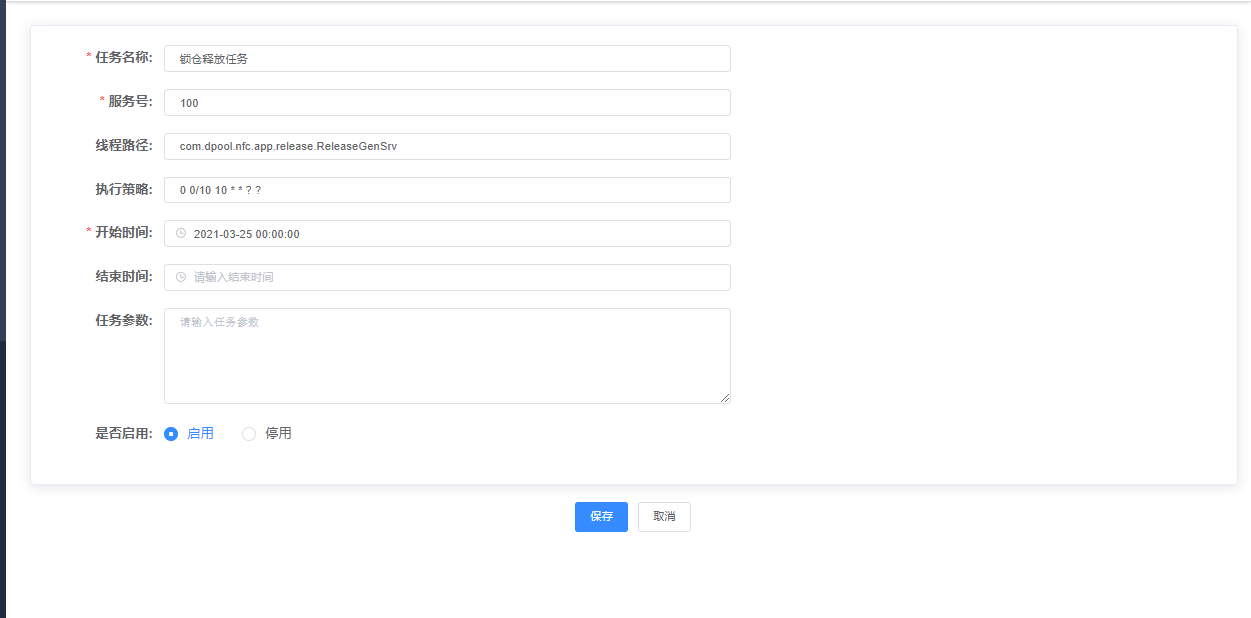 * 任务名称: 锁仓释放任务
* 服务号: 100
线程路径: com.dpool.nfc.app.release.ReleaseGenSrv
执行策略: 0 0/10 10 * * ? ?
* 开始时间: 2021-03-25 00:00:00
结束时间: 请输入结束时间
任务参数: 请输入任务参数
是否启用: 启用 停用
保存 取消